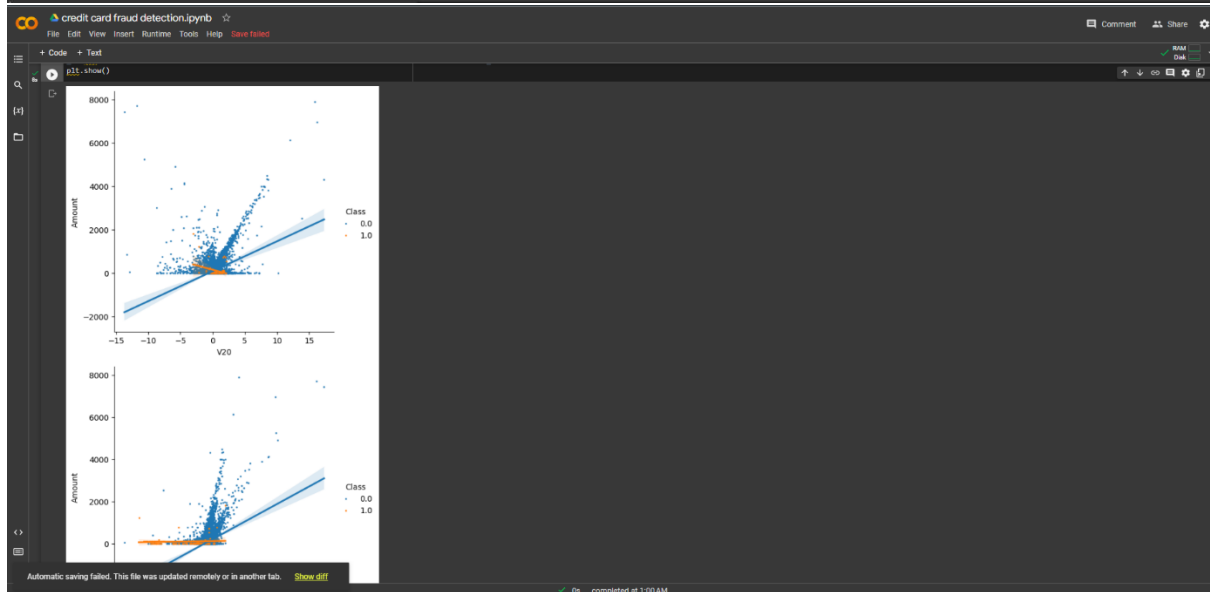 credit card fraud detection.ipynb
Comment Share
File Edit View Insert Runtime Tools Help Save failed
+ Code + Text
RAM
Disk
plt.show()
0s
{x}
8000
6000
4000
2000
0
−2000
Amount
−15 −10 −5 0 5 10 15
V20
Class
0.0
1.0
8000
6000
4000
2000
0
Amount
Class
0.0
1.0
Automatic saving failed. This file was updated remotely or in another tab. Show diff
0s completed at 1:00 AM